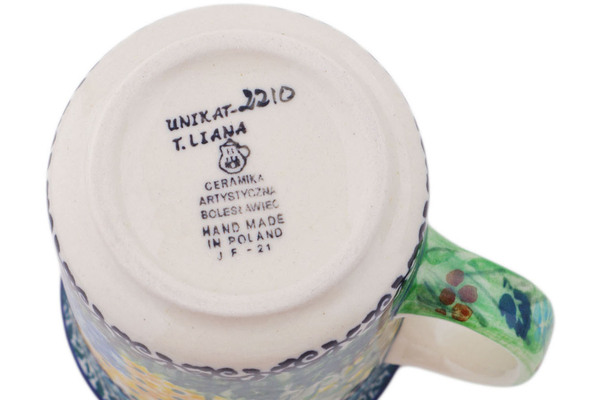 UNIKAT-2210
T. LIANA
CERAMIKA
ARTYSTYCZNA
BOLESŁAWIEC
HAND MADE
IN POLAND
J F - 21